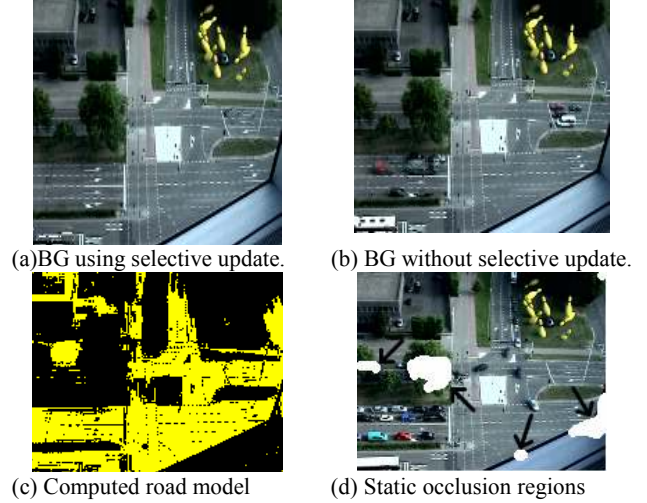 (a)BG using selective update.
(b) BG without selective update.
(c) Computed road model
(d) Static occlusion regions